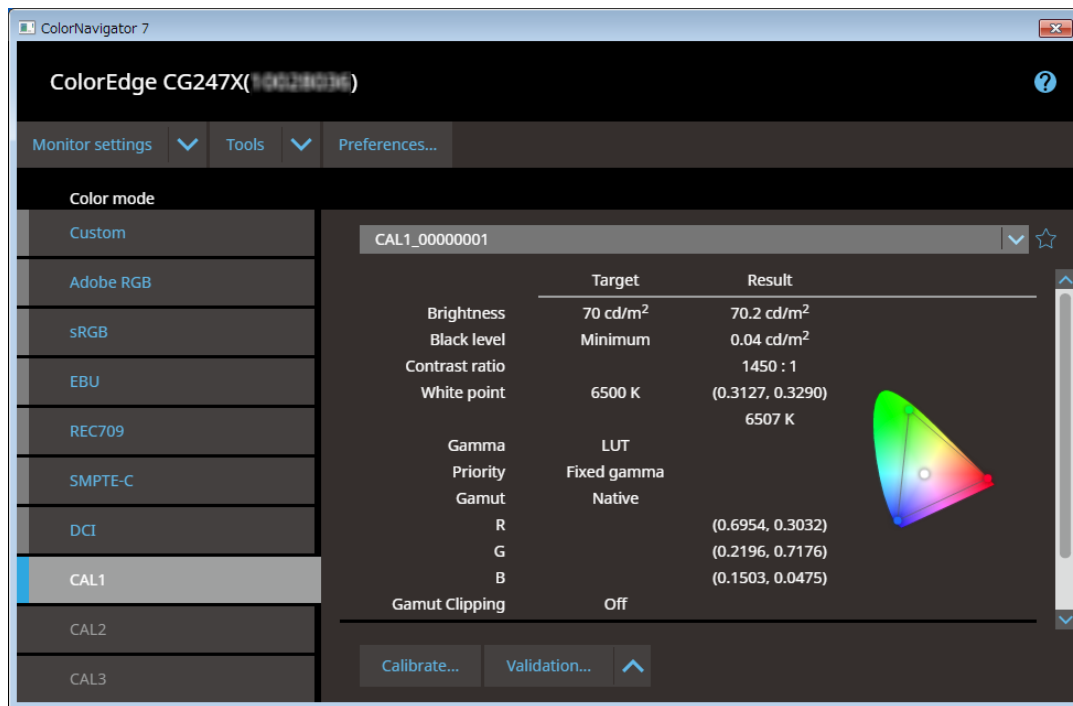 ColorNavigator 7
ColorEdge CG247X( )
Monitor settings Tools Preferences...
Color mode
Custom
Adobe RGB
sRGB
EBU
REC709
SMPTE-C
DCI
CAL1
CAL2
CAL3
CAL1_00000001
Target Result
Brightness 70 cd/m² 70.2 cd/m²
Black level Minimum 0.04 cd/m²
Contrast ratio 1450 : 1
White point 6500 K (0.3127, 0.3290)
6507 K
Gamma LUT
Priority Fixed gamma
Gamut Native
R (0.6954, 0.3032)
G (0.2196, 0.7176)
B (0.1503, 0.0475)
Gamut Clipping Off
Calibrate... Validation...